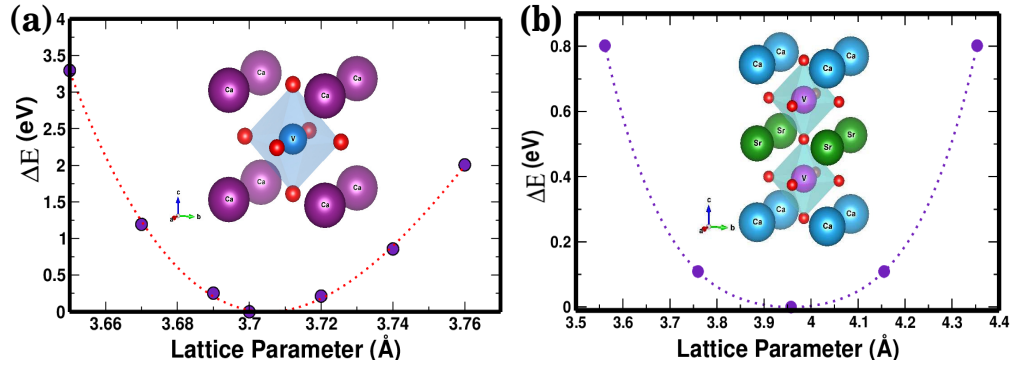 (a)
ΔE (eV)
4
3.5
3
2.5
2
1.5
1
0.5
0
3.66 3.68 3.7 3.72 3.74 3.76
Lattice Parameter (Å)
Ca Ca
Ca Ca
V
Ca Ca
Ca Ca
c
a b
(b)
ΔE (eV)
0.8
0.6
0.4
0.2
0
3.5 3.6 3.7 3.8 3.9 4 4.1 4.2 4.3 4.4
Lattice Parameter (Å)
Ca Ca
Ca Ca
V
Sr Sr
Sr Sr
V
Ca Ca
Ca Ca
c
a b